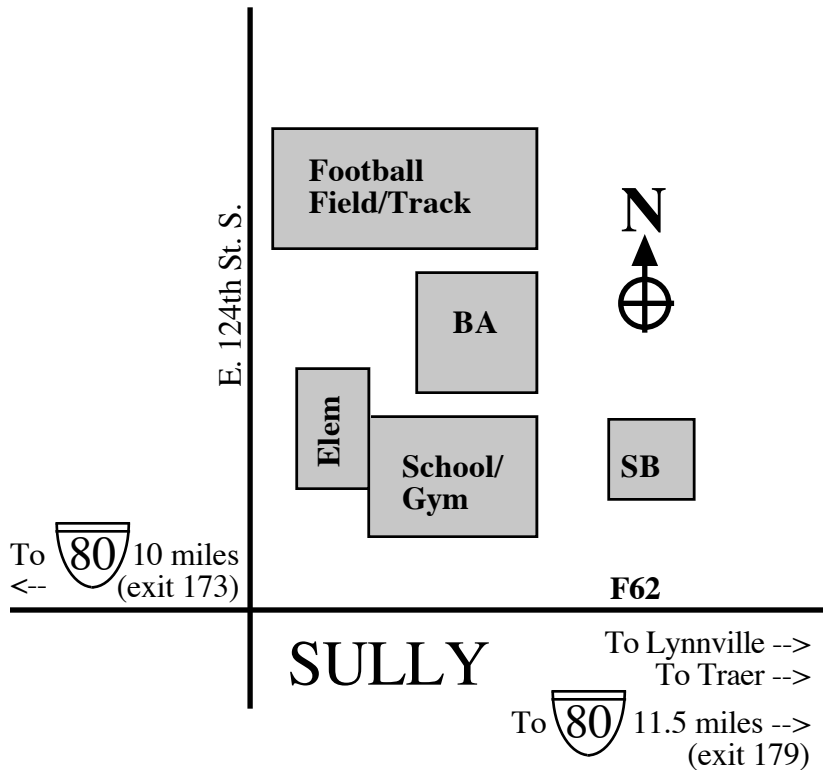 Football
Field/Track
N
BA
E. 124th St. S.
Elem
School/
Gym
SB
To 80 10 miles
<-- (exit 173)
F62
SULLY
To Lynnville -->
To Traer -->
To 80 11.5 miles -->
(exit 179)